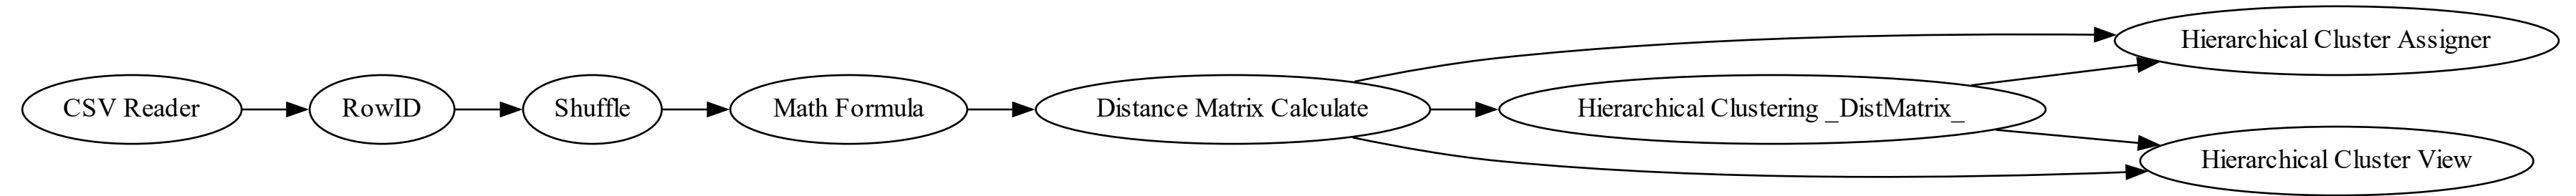 CSV Reader
RowID
Shuffle
Math Formula
Distance Matrix Calculate
Hierarchical Clustering _DistMatrix_
Hierarchical Cluster Assigner
Hierarchical Cluster View